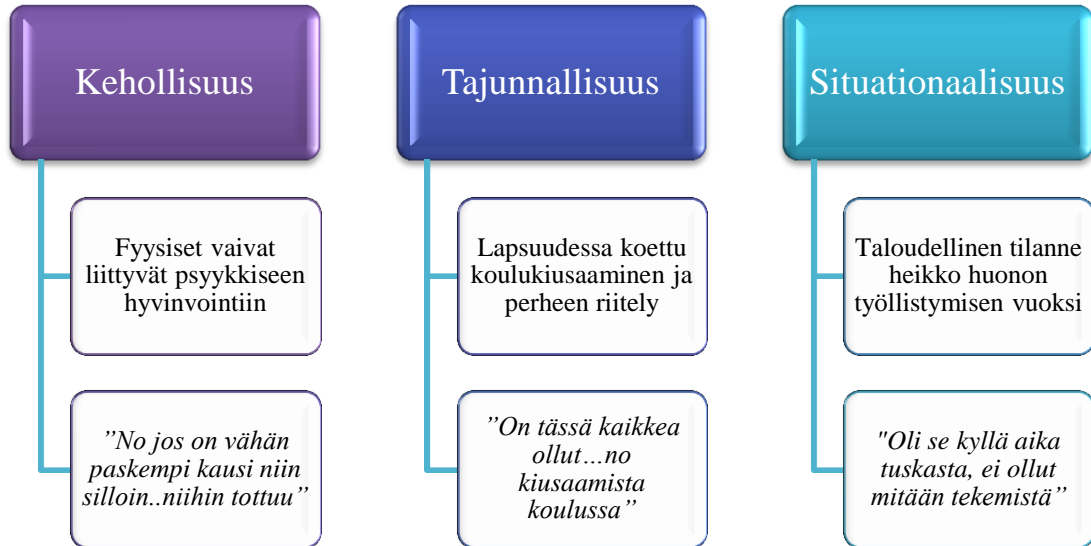 Kehollisuus
Fyysiset vaivat
liittyvät psyykkiseen
hyvinvointiin
”No jos on vähän
paskempi kausi niin
silloin..niihin tottuu”
Tajunnallisuus
Lapsuudessa koettu
koulukiusaaminen ja
perheen riitely
”On tässä kaikkea
ollut…no
kiusaamista
koulussa”
Situationaalisuus
Taloudellinen tilanne
heikko huonon
työllistymisen vuoksi
"Oli se kyllä aika
tuskasta, ei ollut
mitään tekemistä”